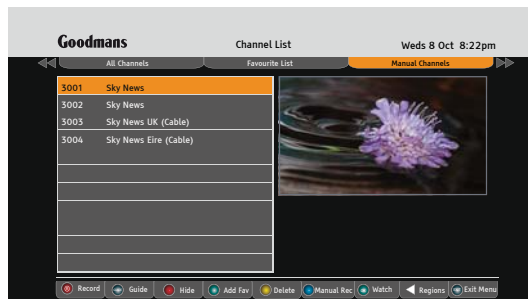 Goodmans Channel List Weds 8 Oct 8:22pm
All Channels Favourite List Manual Channels
3001 Sky News
3002 Sky News
3003 Sky News UK (Cable)
3004 Sky News Eire (Cable)
Record Guide Hide Add Fav Delete Manual Rec Watch Regions Exit Menu